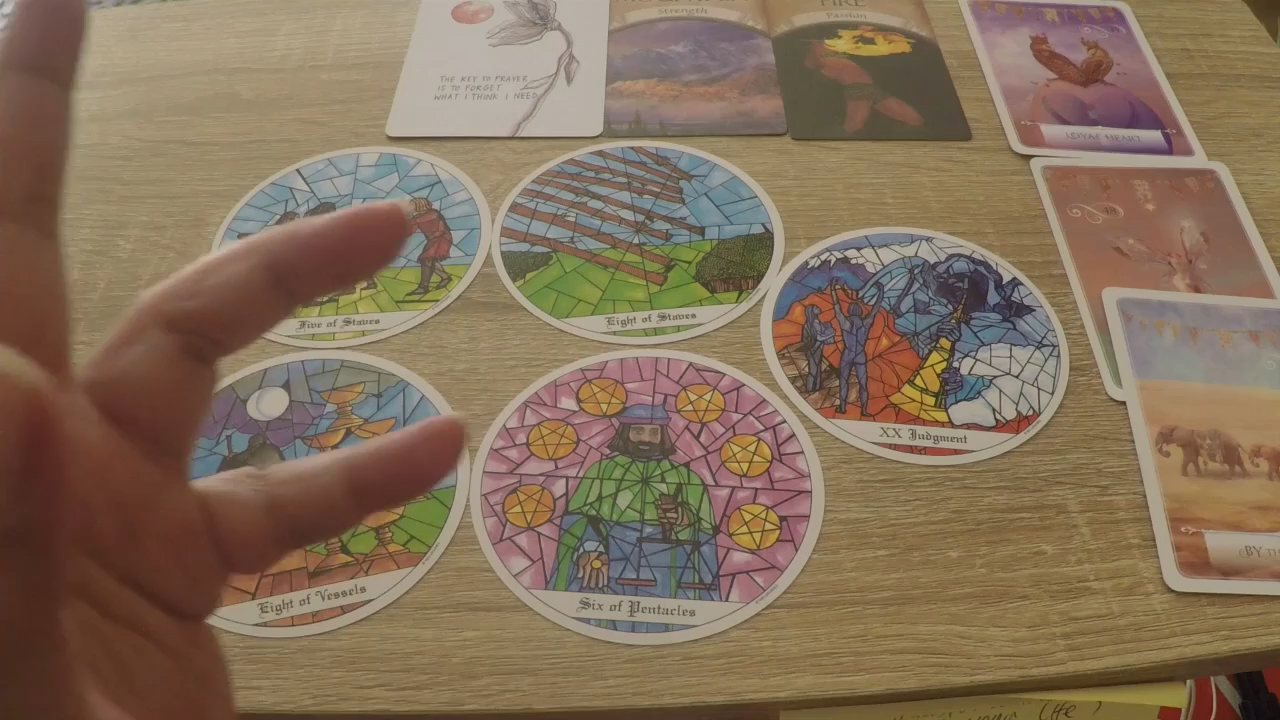 Strength
FIRE
Passion
THE KEY TO PRAYER
IS TO FORGET
WHAT I THINK I NEED
LOYAL HEART
Five of Staves
Eight of Staves
XX Judgment
Eight of Vessels
Six of Pentacles
BY